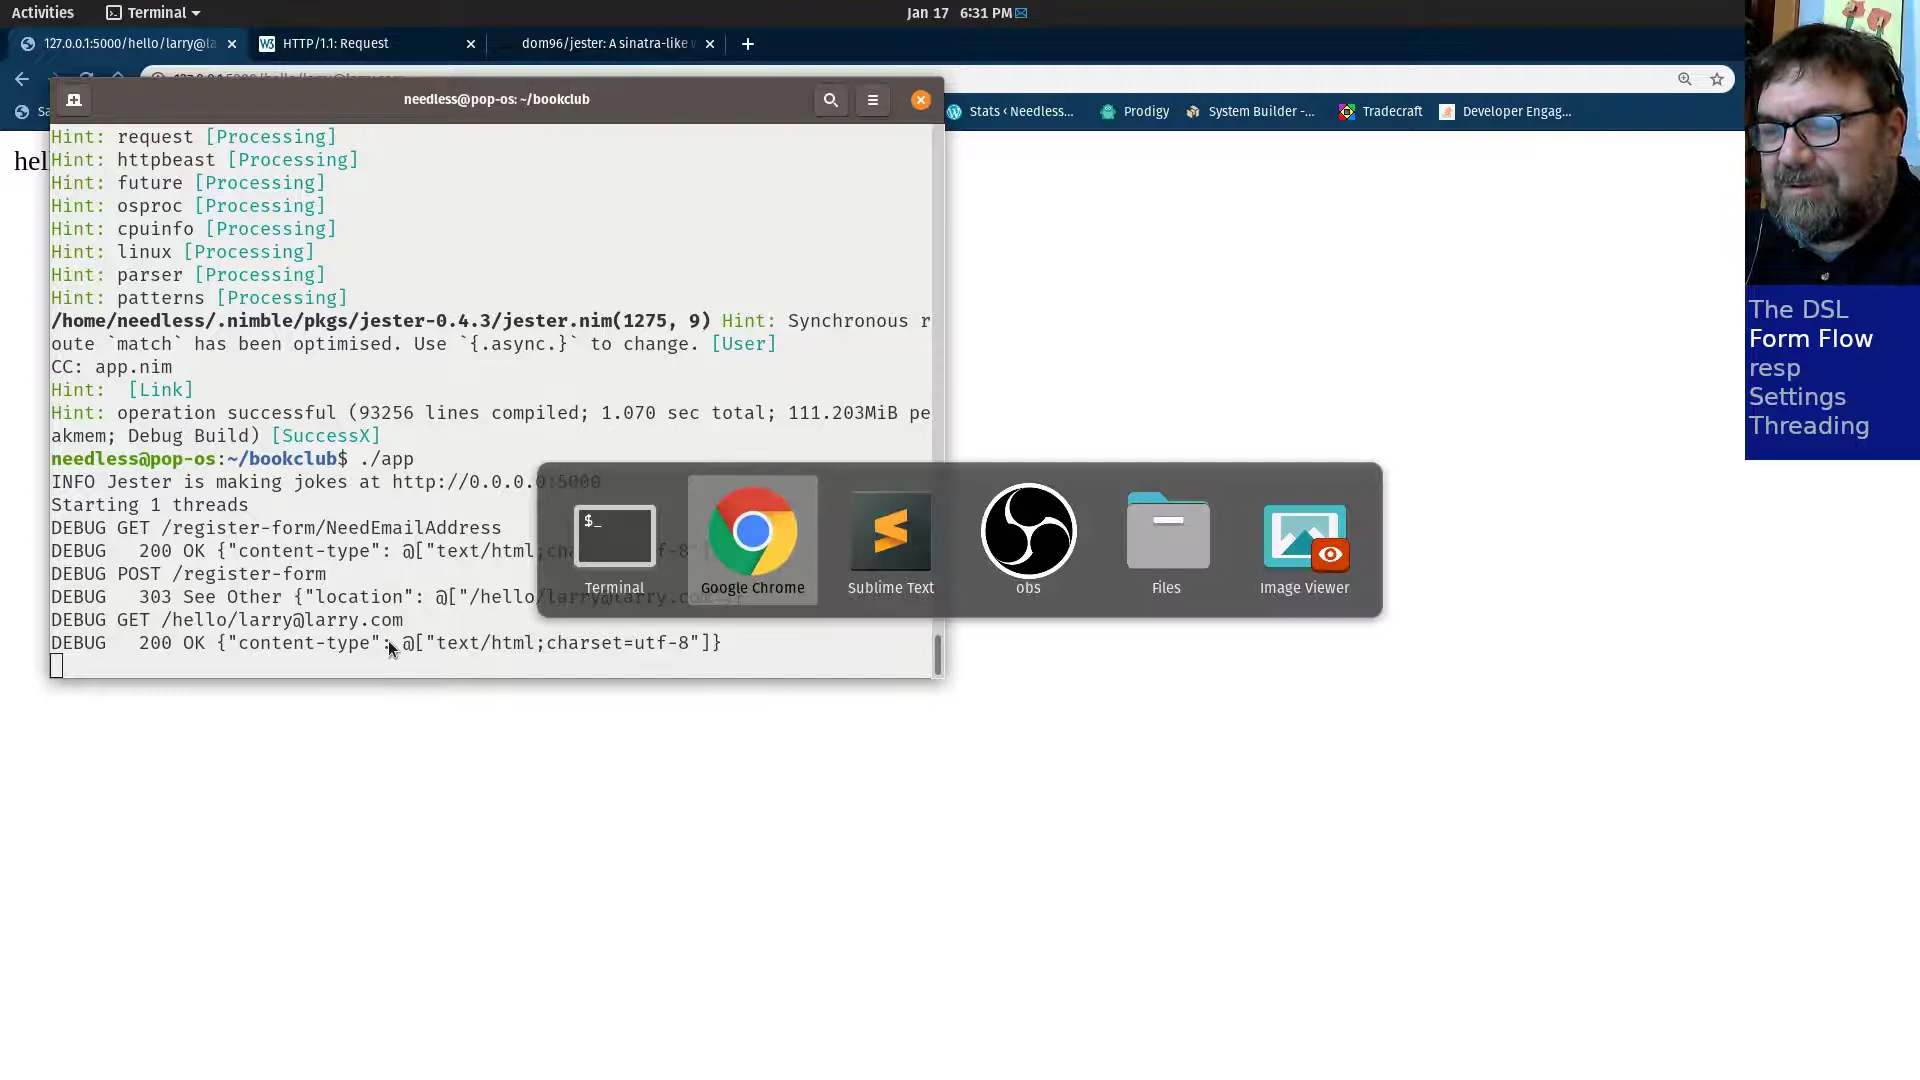 Activities
Terminal
Jan 17 6:31 PM
127.0.0.1:5000/hello/larry@la
HTTP/1.1: Request
dom96/jester: A sinatra-like w
needless@pop-os: ~/bookclub
Stats ‹ Needless...
Prodigy
System Builder -...
Tradecraft
Developer Engag...
hel
Hint: request [Processing]
Hint: httpbeast [Processing]
Hint: future [Processing]
Hint: osproc [Processing]
Hint: cpuinfo [Processing]
Hint: linux [Processing]
Hint: parser [Processing]
Hint: patterns [Processing]
/home/needless/.nimble/pkgs/jester-0.4.3/jester.nim(1275, 9) Hint: Synchronous r
oute `match` has been optimised. Use `{.async.}` to change. [User]
CC: app.nim
Hint:  [Link]
Hint: operation successful (93256 lines compiled; 1.070 sec total; 111.203MiB pe
akmem; Debug Build) [SuccessX]
needless@pop-os:~/bookclub$ ./app
INFO Jester is making jokes at http://0.0.0.0:5000
Starting 1 threads
DEBUG GET /register-form/NeedEmailAddress
DEBUG   200 OK {"content-type": @["text/html;charset=utf-8"]}
DEBUG POST /register-form
DEBUG   303 See Other {"location": @["/hello/larry@larry.com"]}
DEBUG GET /hello/larry@larry.com
DEBUG   200 OK {"content-type": @["text/html;charset=utf-8"]}
$_
Terminal
Google Chrome
Sublime Text
obs
Files
Image Viewer
The DSL
Form Flow
resp
Settings
Threading